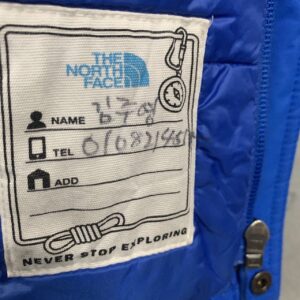 THE
NORTH
FACE
NAME
TEL
ADD
NEVER STOP EXPLORING